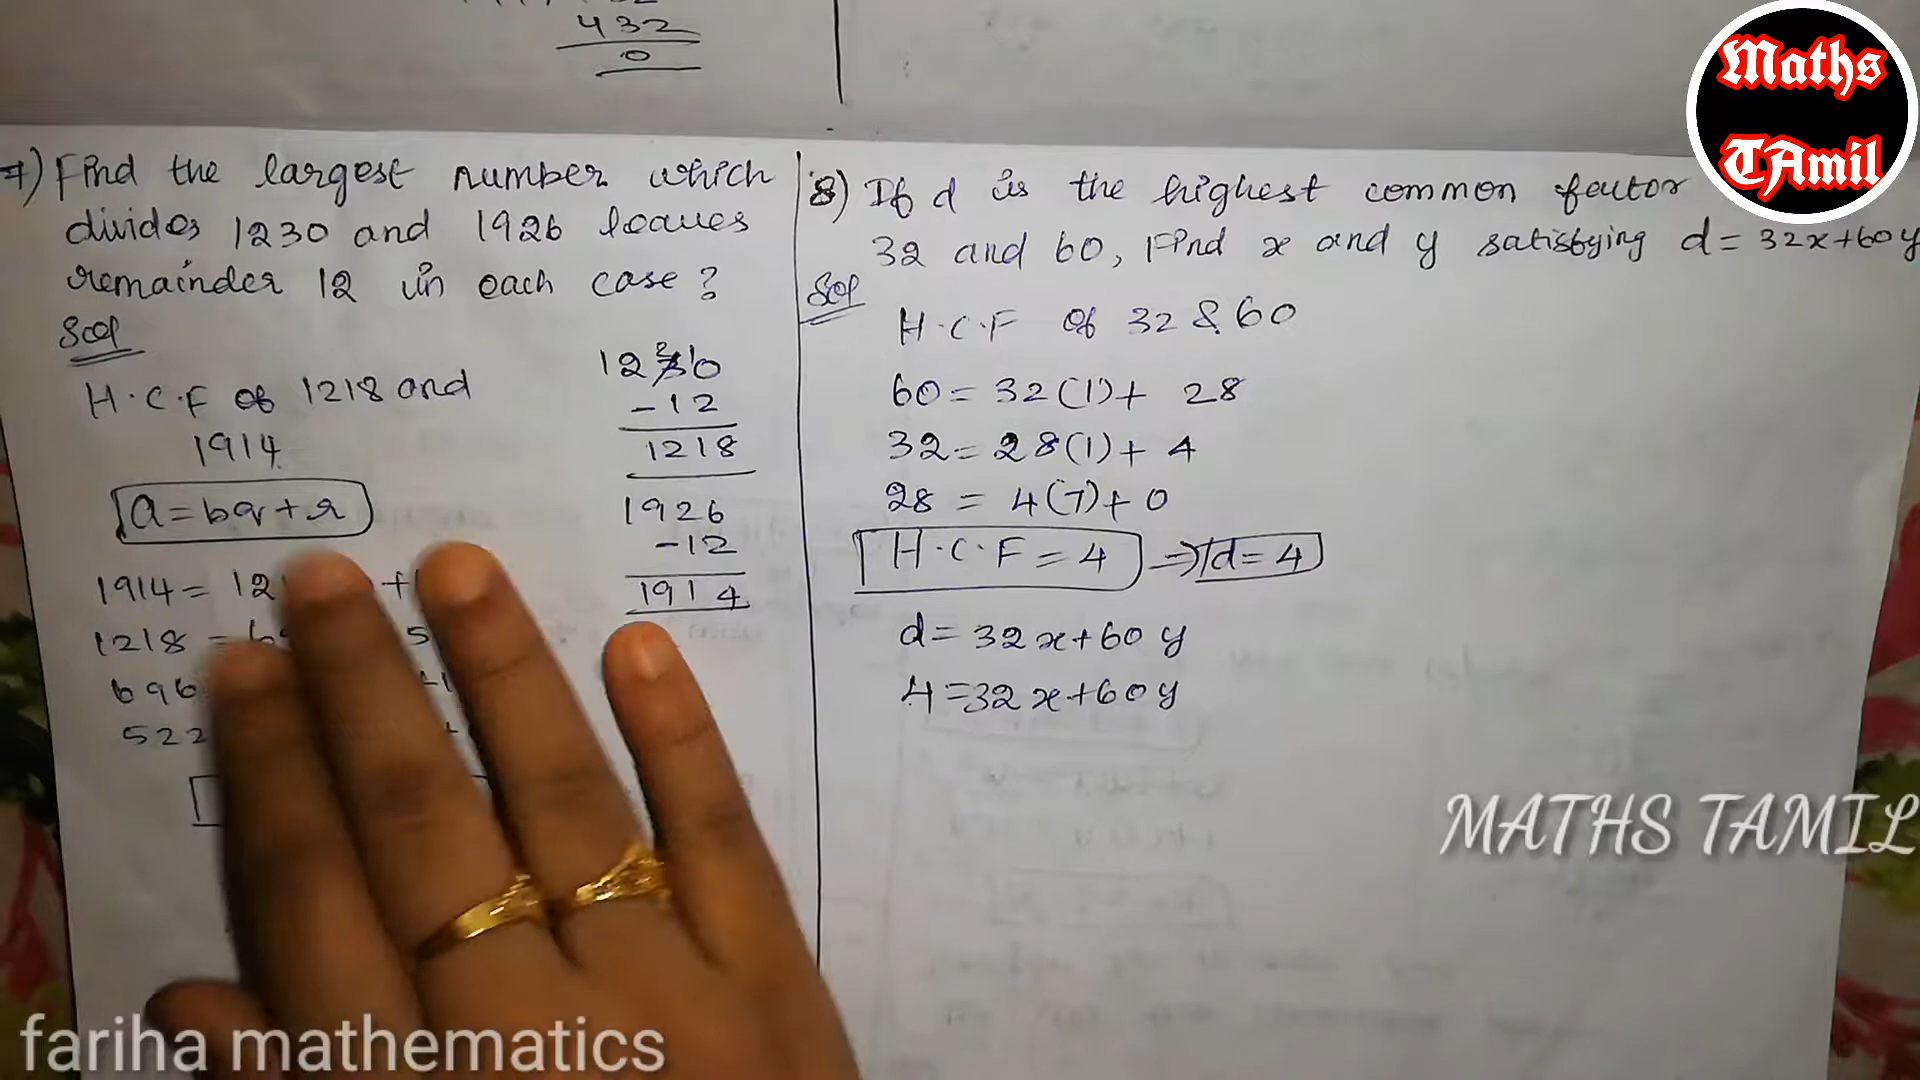 432
0
7) Find the largest number which
divides 1230 and 1926 leaves
remainder 12 in each case?
Sol
H.C.F of 1218 and
1914
a=bq+r
1914=
1218=
696
522
1230
-12
1218
1926
-12
1914
8) If d is the highest common factor
32 and 60, Find x and y satisfying d=32x+60y
Sol
H.C.F of 32 & 60
60=32(1)+ 28
32=28(1)+ 4
28 = 4(7)+ 0
H.C.F=4 ⇒ d=4
d=32x+60y
4=32x+60y
Maths
TAmil
MATHS TAMIL
fariha mathematics